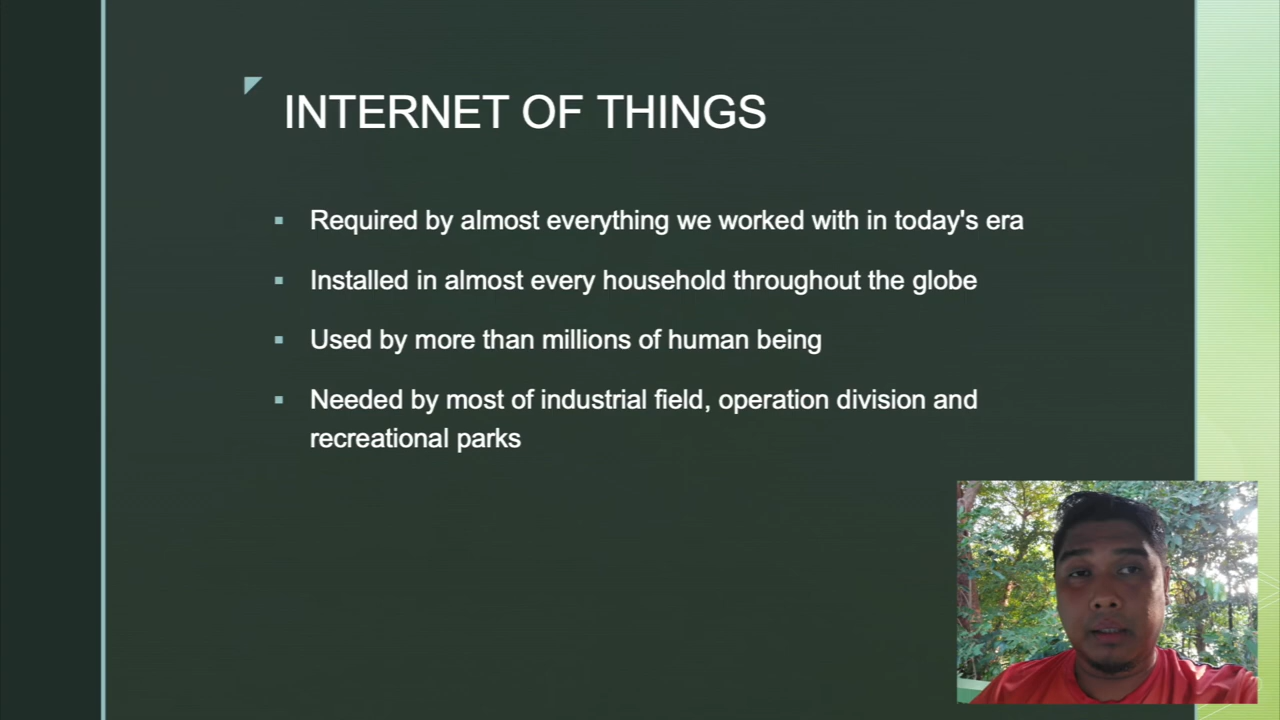 INTERNET OF THINGS
Required by almost everything we worked with in today's era
Installed in almost every household throughout the globe
Used by more than millions of human being
Needed by most of industrial field, operation division and
recreational parks